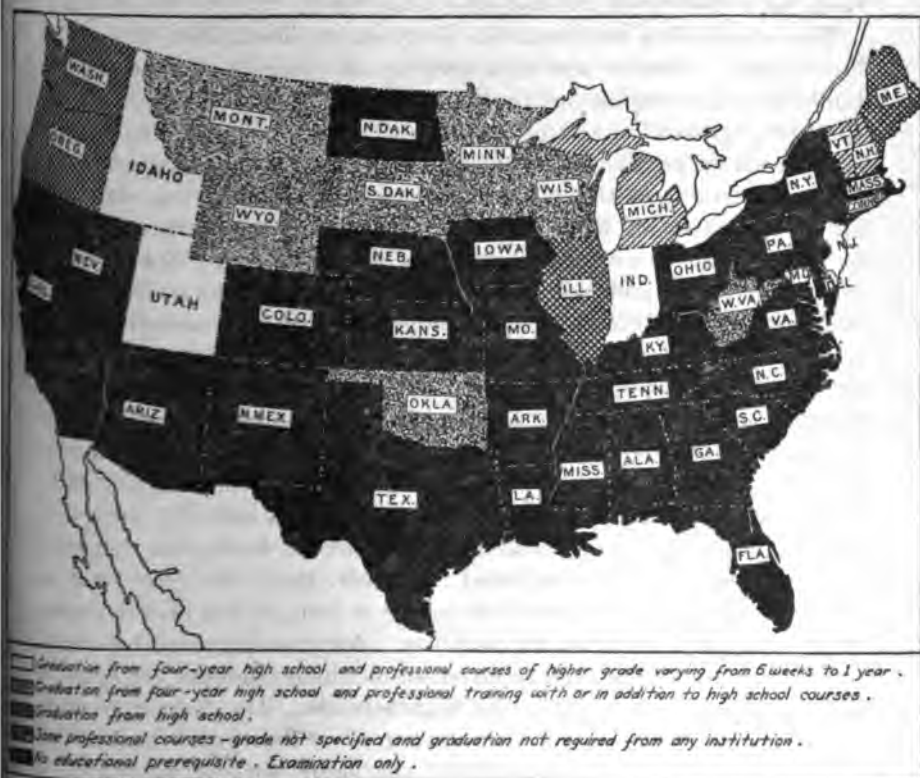 WASH.
OREG.
IDAHO
MONT.
N.DAK.
MINN.
S.DAK.
WYO.
WIS.
MICH.
VT.
N.H.
ME.
MASS.
CONN.
N.Y.
NEV.
CAL.
UTAH
COLO.
NEB.
IOWA
ILL.
IND.
OHIO
PA.
N.J.
MD.
DEL.
W.VA.
VA.
KANS.
MO.
KY.
N.C.
TENN.
S.C.
ARIZ.
N.MEX.
OKLA.
ARK.
TEX.
LA.
MISS.
ALA.
GA.
FLA.
Graduation from four-year high school and professional courses of higher grade varying from 6 weeks to 1 year.
Graduation from four-year high school and professional training with or in addition to high school courses.
Graduation from high school.
Some professional courses – grade not specified and graduation not required from any institution.
No educational prerequisite. Examination only.